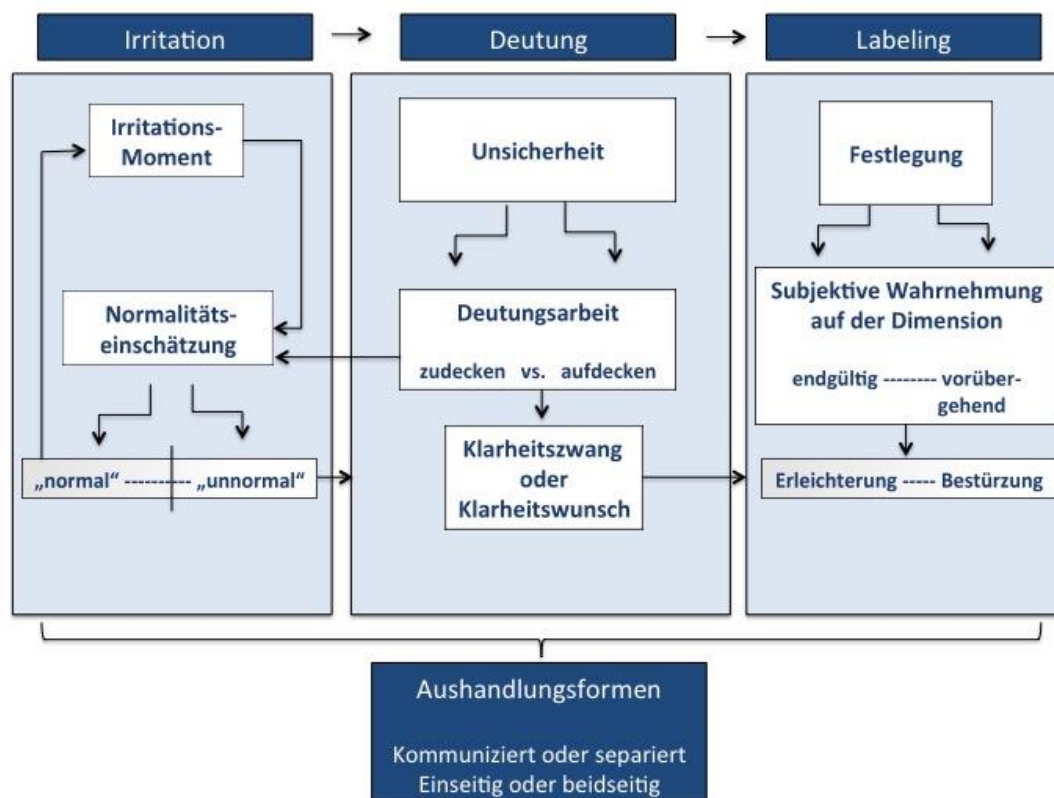 Irritation
Deutung
Labeling
Irritations-
Moment
Normalitäts-
einschätzung
„normal“ ---------- „unnormal“
Unsicherheit
Deutungsarbeit
zudecken vs. aufdecken
Klarheitszwang
oder
Klarheitswunsch
Festlegung
Subjektive Wahrnehmung
auf der Dimension
endgültig -------- vorüber-
gehend
Erleichterung ----- Bestürzung
Aushandlungsformen
Kommuniziert oder separiert
Einseitig oder beidseitig